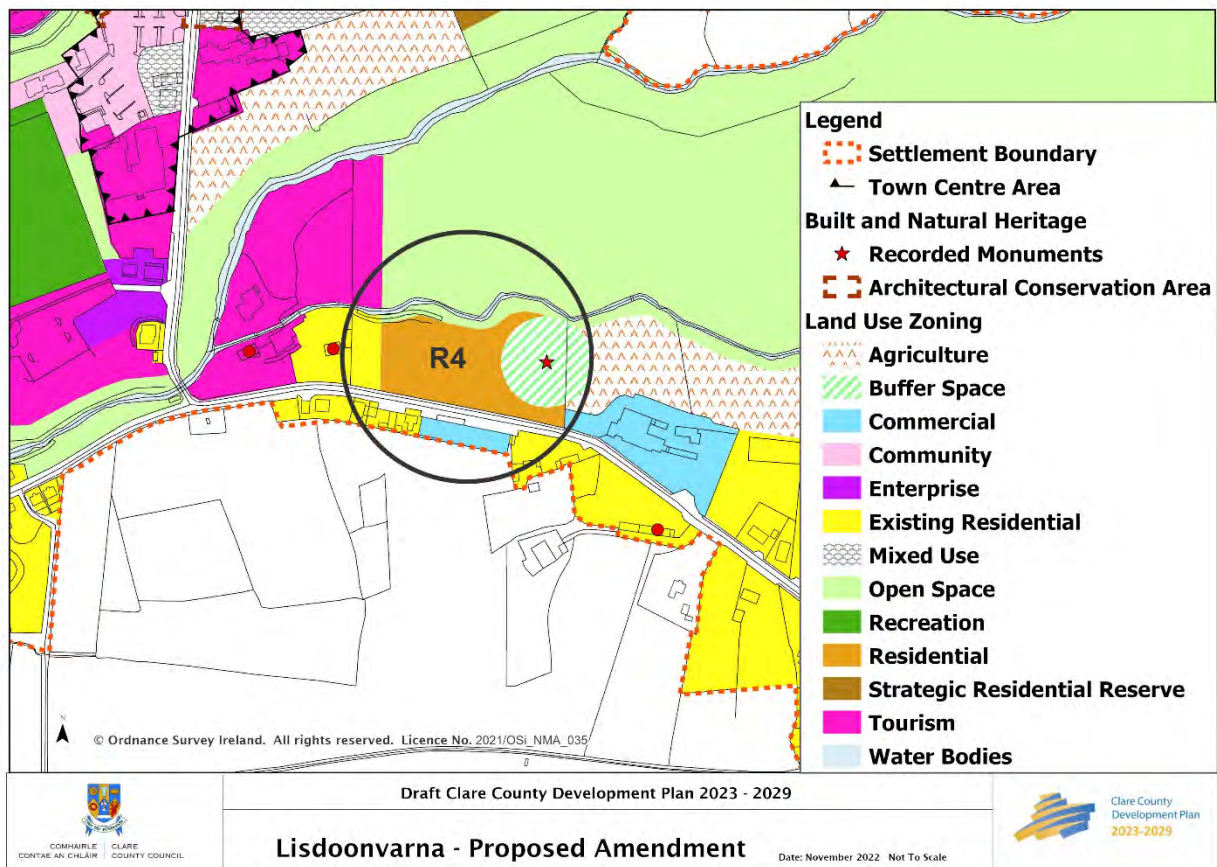 R4
Legend
Settlement Boundary
Town Centre Area
Built and Natural Heritage
Recorded Monuments
Architectural Conservation Area
Land Use Zoning
Agriculture
Buffer Space
Commercial
Community
Enterprise
Existing Residential
Mixed Use
Open Space
Recreation
Residential
Strategic Residential Reserve
Tourism
Water Bodies
N
© Ordnance Survey Ireland. All rights reserved. Licence No. 2021/OSi_NMA_035
COMHAIRLE CONTAE AN CHLÁIR
CLARE COUNTY COUNCIL
Draft Clare County Development Plan 2023 - 2029
Lisdoonvarna - Proposed Amendment
Date: November 2022 Not To Scale
Clare County
Development Plan
2023-2029